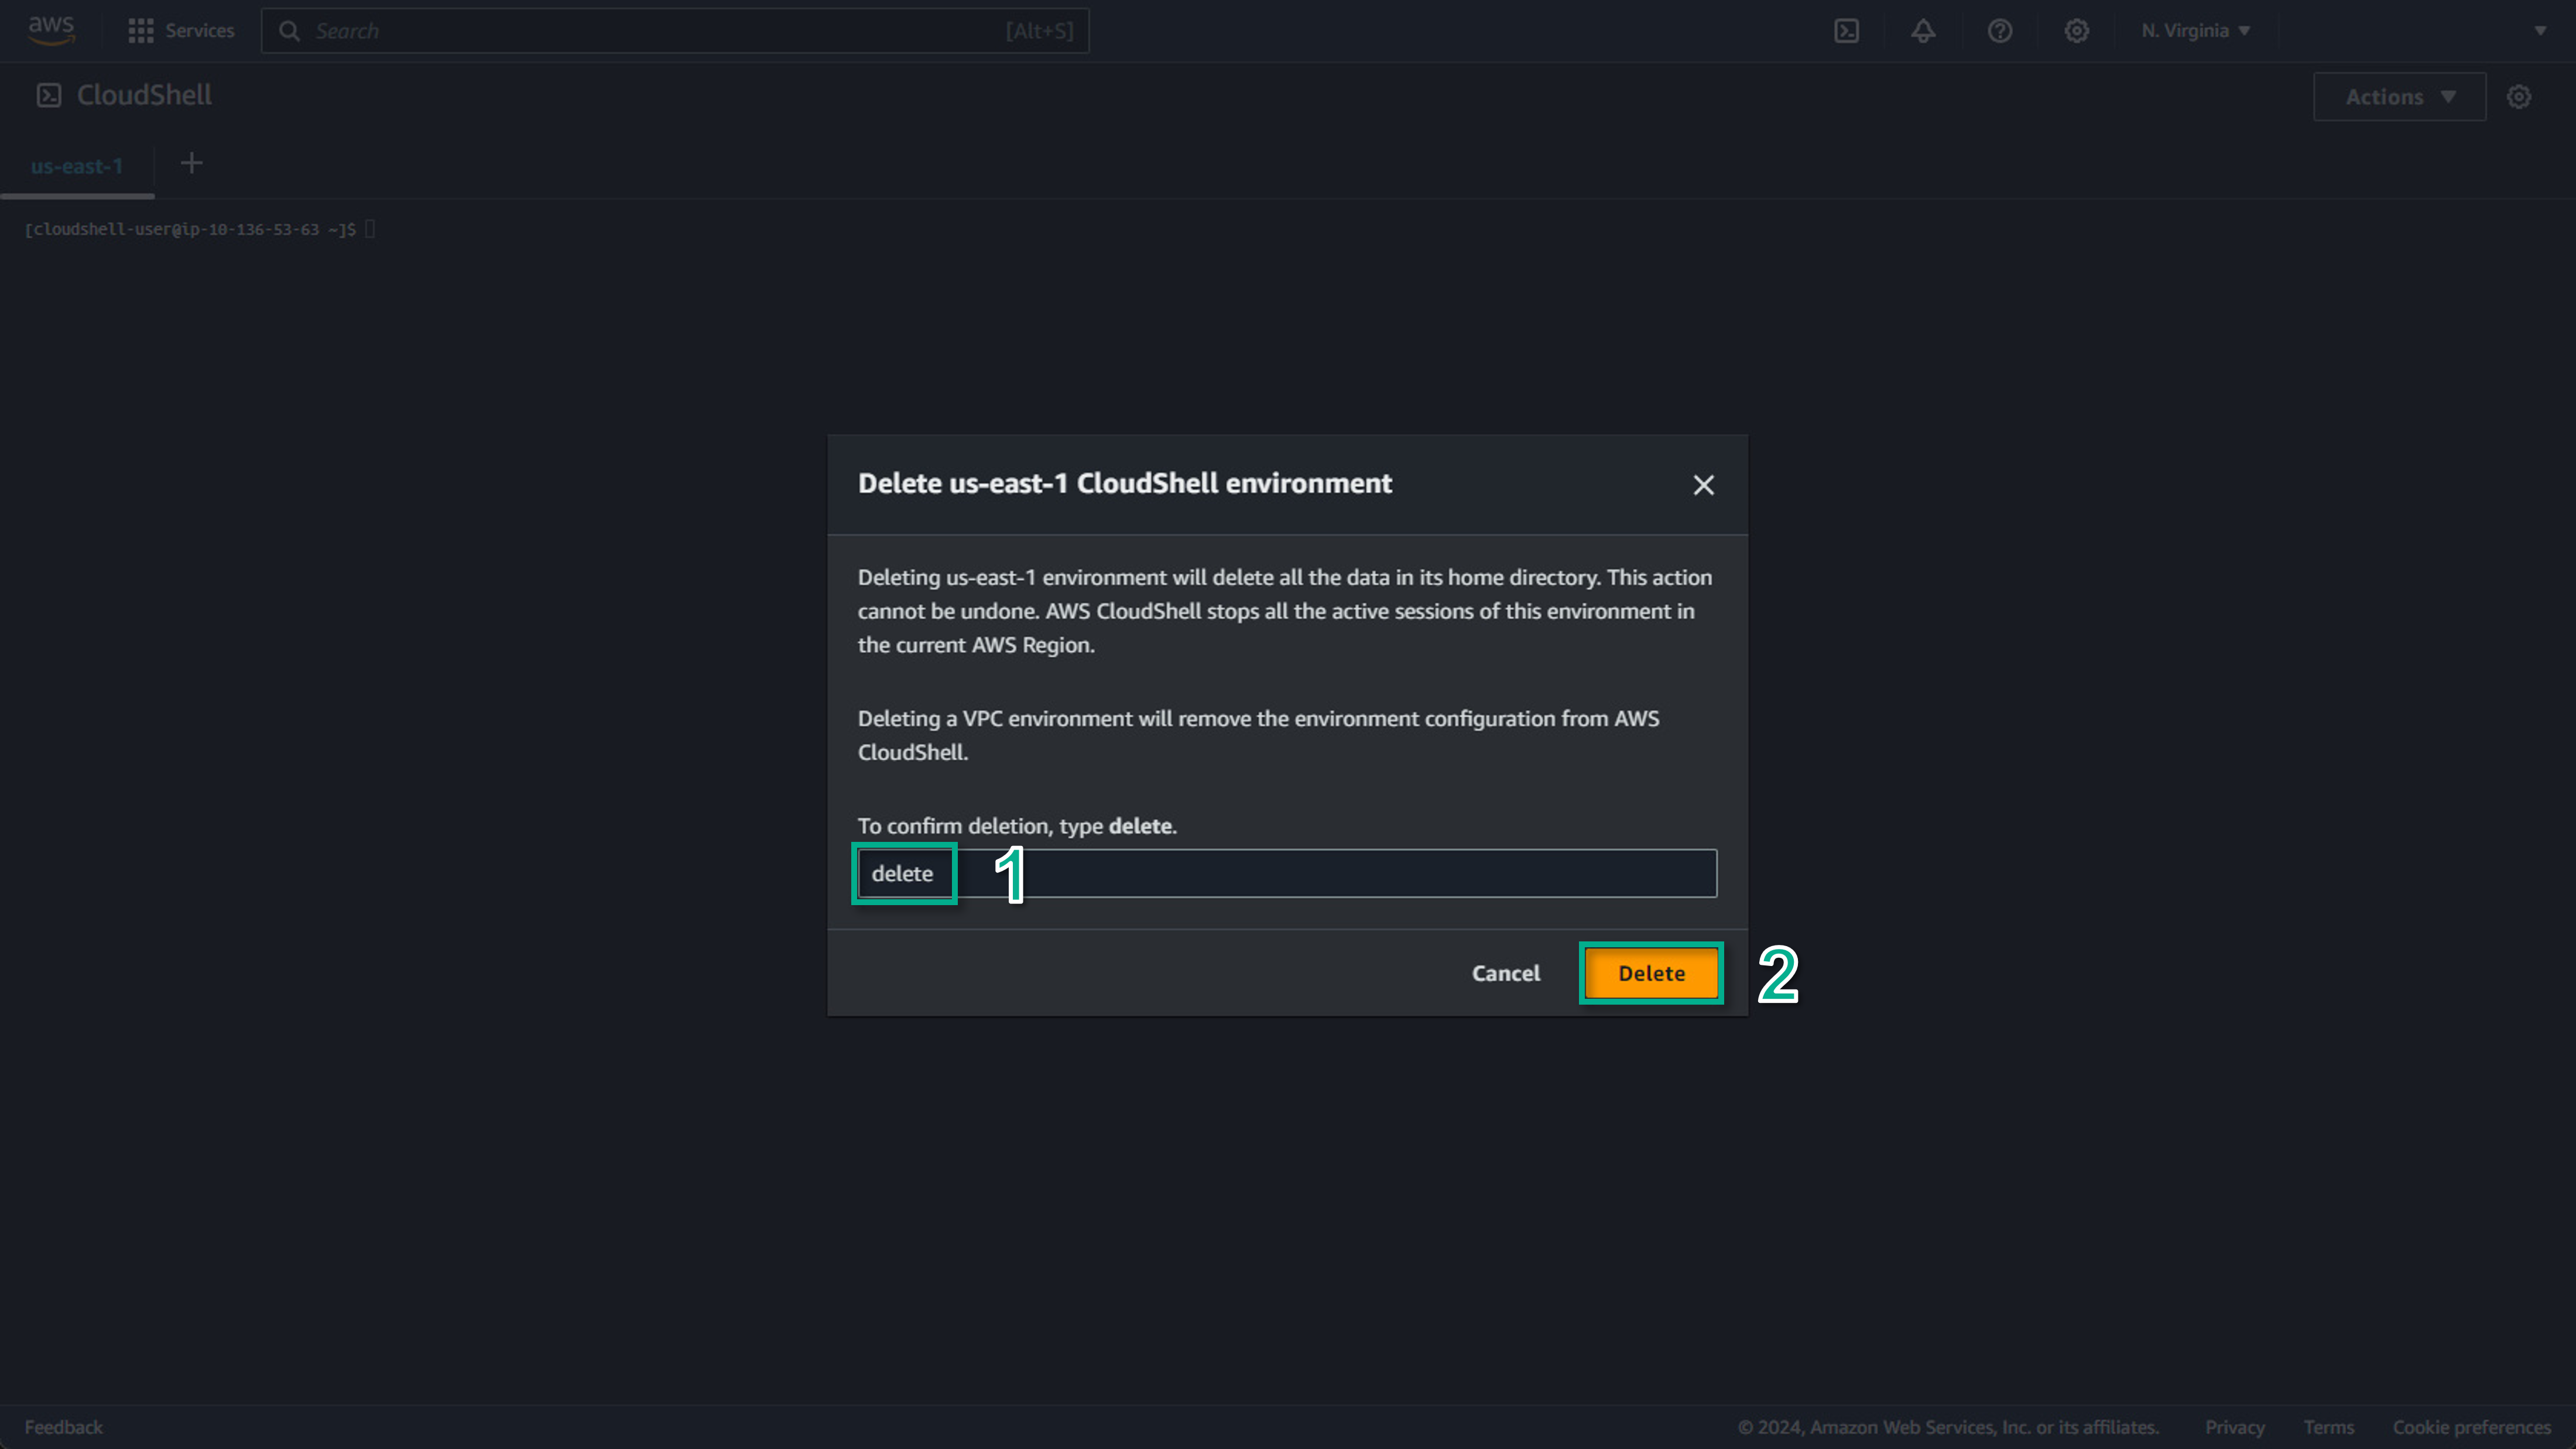 aws
Services
Search
[Alt+S]
N. Virginia
CloudShell
Actions
us-east-1
[cloudshell-user@ip-10-136-53-63 ~]$
Delete us-east-1 CloudShell environment
Deleting us-east-1 environment will delete all the data in its home directory. This action
cannot be undone. AWS CloudShell stops all the active sessions of this environment in
the current AWS Region.
Deleting a VPC environment will remove the environment configuration from AWS
CloudShell.
To confirm deletion, type delete.
delete
1
Cancel
Delete
2
Feedback
© 2024, Amazon Web Services, Inc. or its affiliates.
Privacy
Terms
Cookie preferences